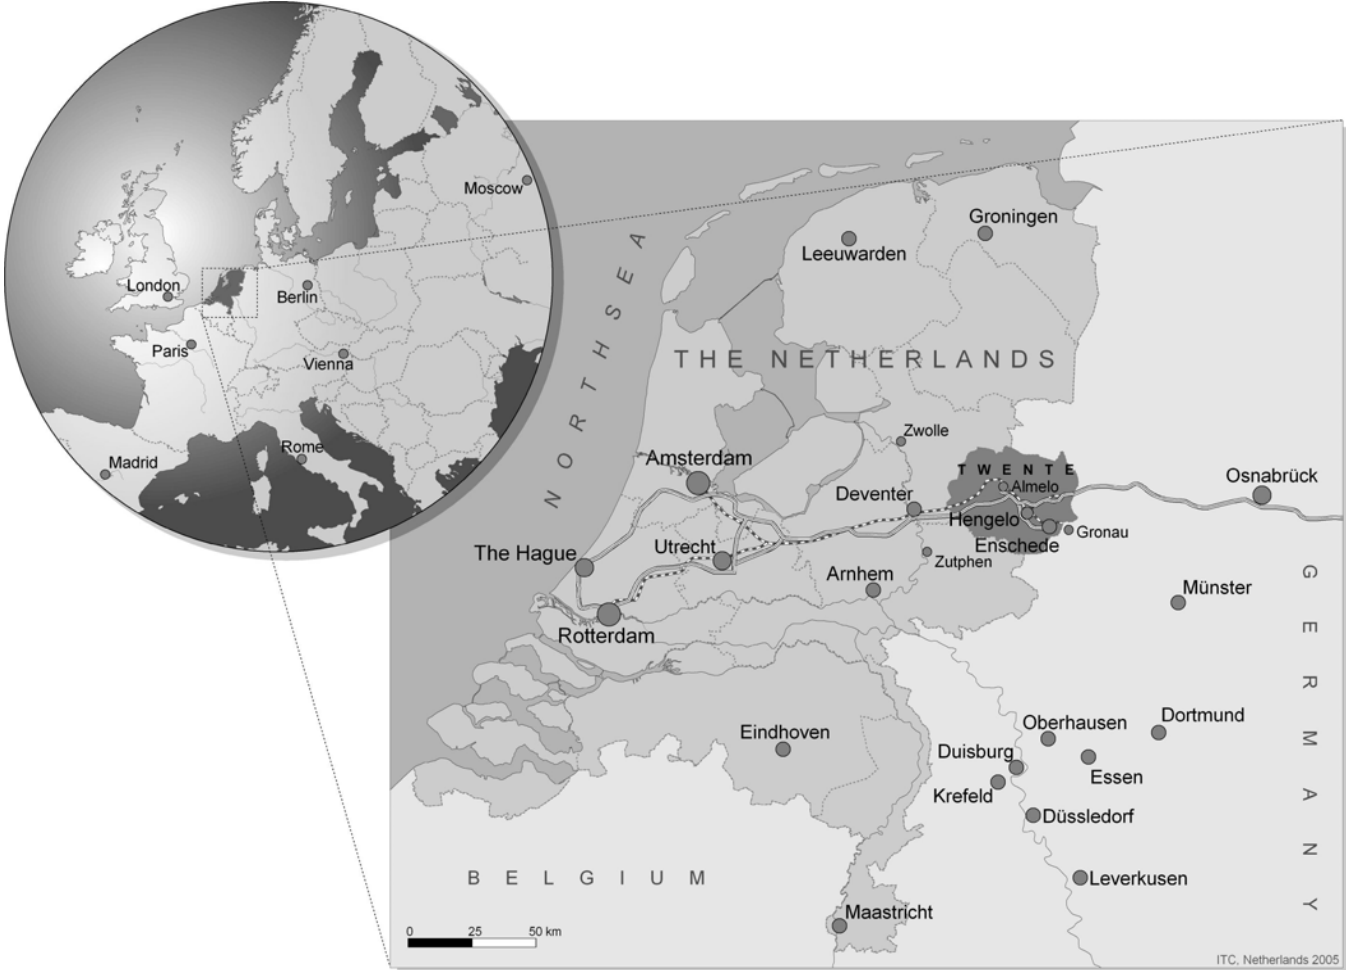 Moscow
London
Berlin
Paris
Vienna
Rome
Madrid
NORTH SEA
Groningen
Leeuwarden
THE NETHERLANDS
Zwolle
Amsterdam
TWENTE
Almelo
Osnabrück
Deventer
Hengelo
Gronau
Enschede
The Hague
Utrecht
Zutphen
Arnhem
Münster
Rotterdam
GERMANY
Eindhoven
Oberhausen
Dortmund
Duisburg
Essen
Krefeld
Düssledorf
BELGIUM
Leverkusen
Maastricht
0 25 50 km
ITC, Netherlands 2005